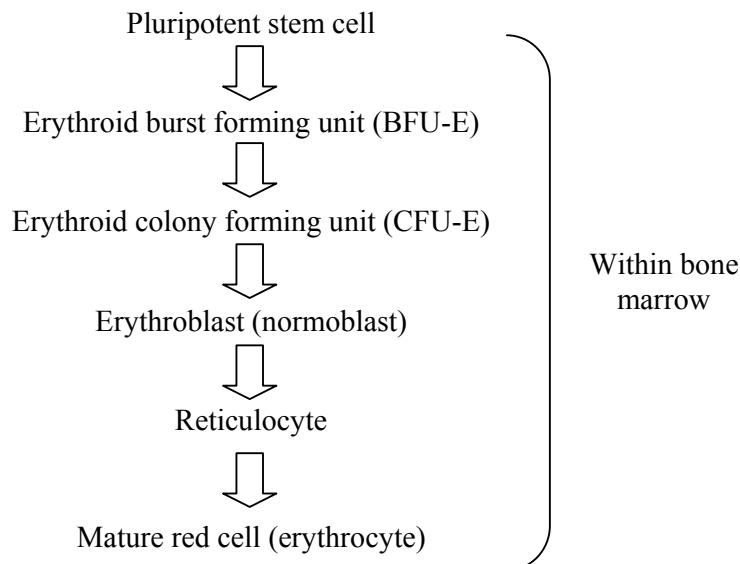 Pluripotent stem cell
Erythroid burst forming unit (BFU-E)
Erythroid colony forming unit (CFU-E)
Erythroblast (normoblast)
Reticulocyte
Mature red cell (erythrocyte)
Within bone
marrow